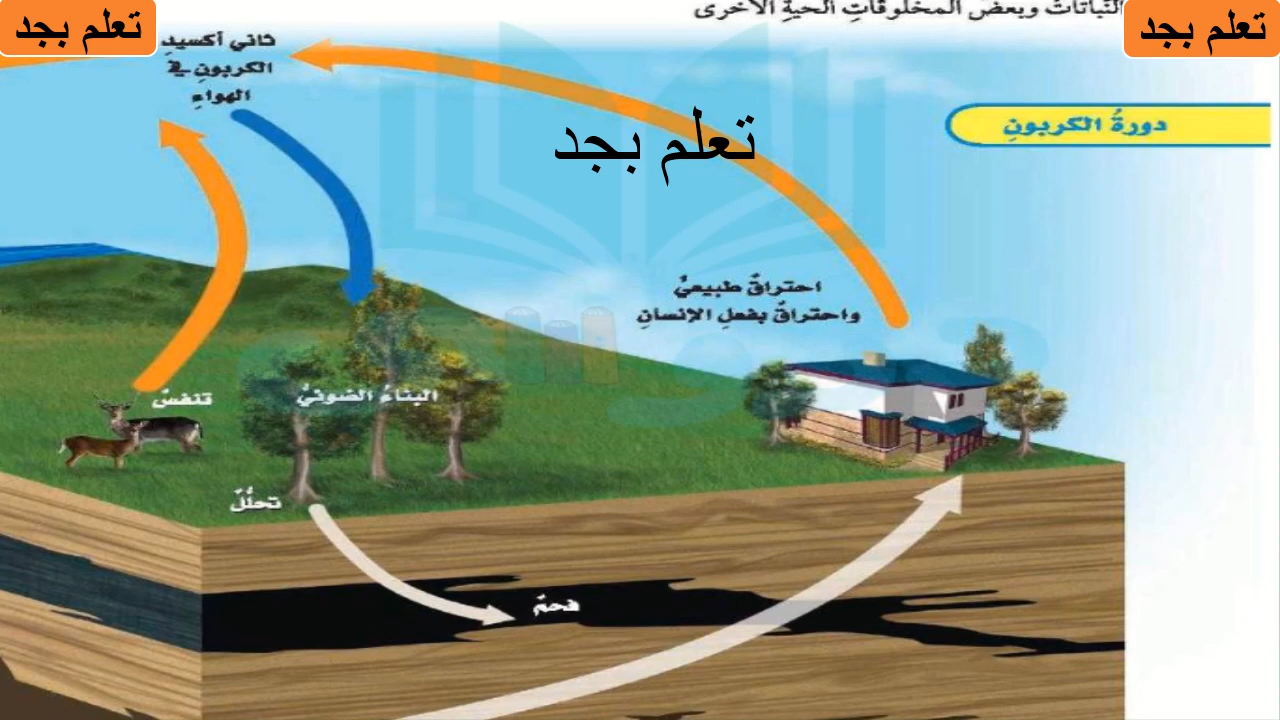 النباتات وبعض المخلوقات الحية الأخرى
تعلم بجد
تعلم بجد
ثاني أكسيدِ
الكربونِ في
الهواءِ
دورةُ الكربونِ
تعلم بجد
احتراقٌ طبيعيٌّ
واحتراقٌ بفعلِ الإنسانِ
تنفسٌ
البناءُ الضوئيُّ
تحلُّلٌ
فحمٌ